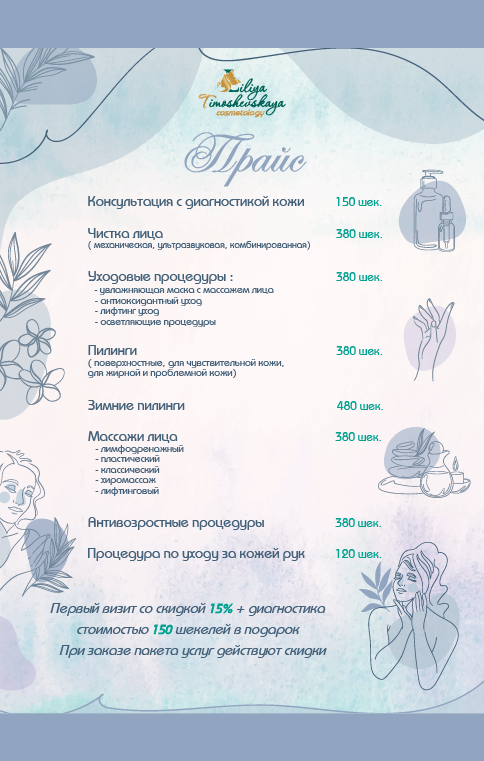 Liliya
Timoshevskaya
cosmetology
Прайс
Консультация с диагностикой кожи 150 шек.
Чистка лица 380 шек.
( механическая, ультразвуковая, комбинированная)
Уходовые процедуры : 380 шек.
- увлажняющая маска с массажем лица
- антиоксидантный уход
- лифтинг уход
- осветляющие процедуры
Пилинги 380 шек.
( поверхностные, для чувствительной кожи,
для жирной и проблемной кожи)
Зимние пилинги 480 шек.
Массажи лица 380 шек.
- лимфодренажный
- пластический
- классический
- хиромассаж
- лифтинговый
Антивозростные процедуры 380 шек.
Процедура по уходу за кожей рук 120 шек.
Первый визит со скидкой 15% + диагностика
стоимостью 150 шекелей в подарок
При заказе пакета услуг действуют скидки